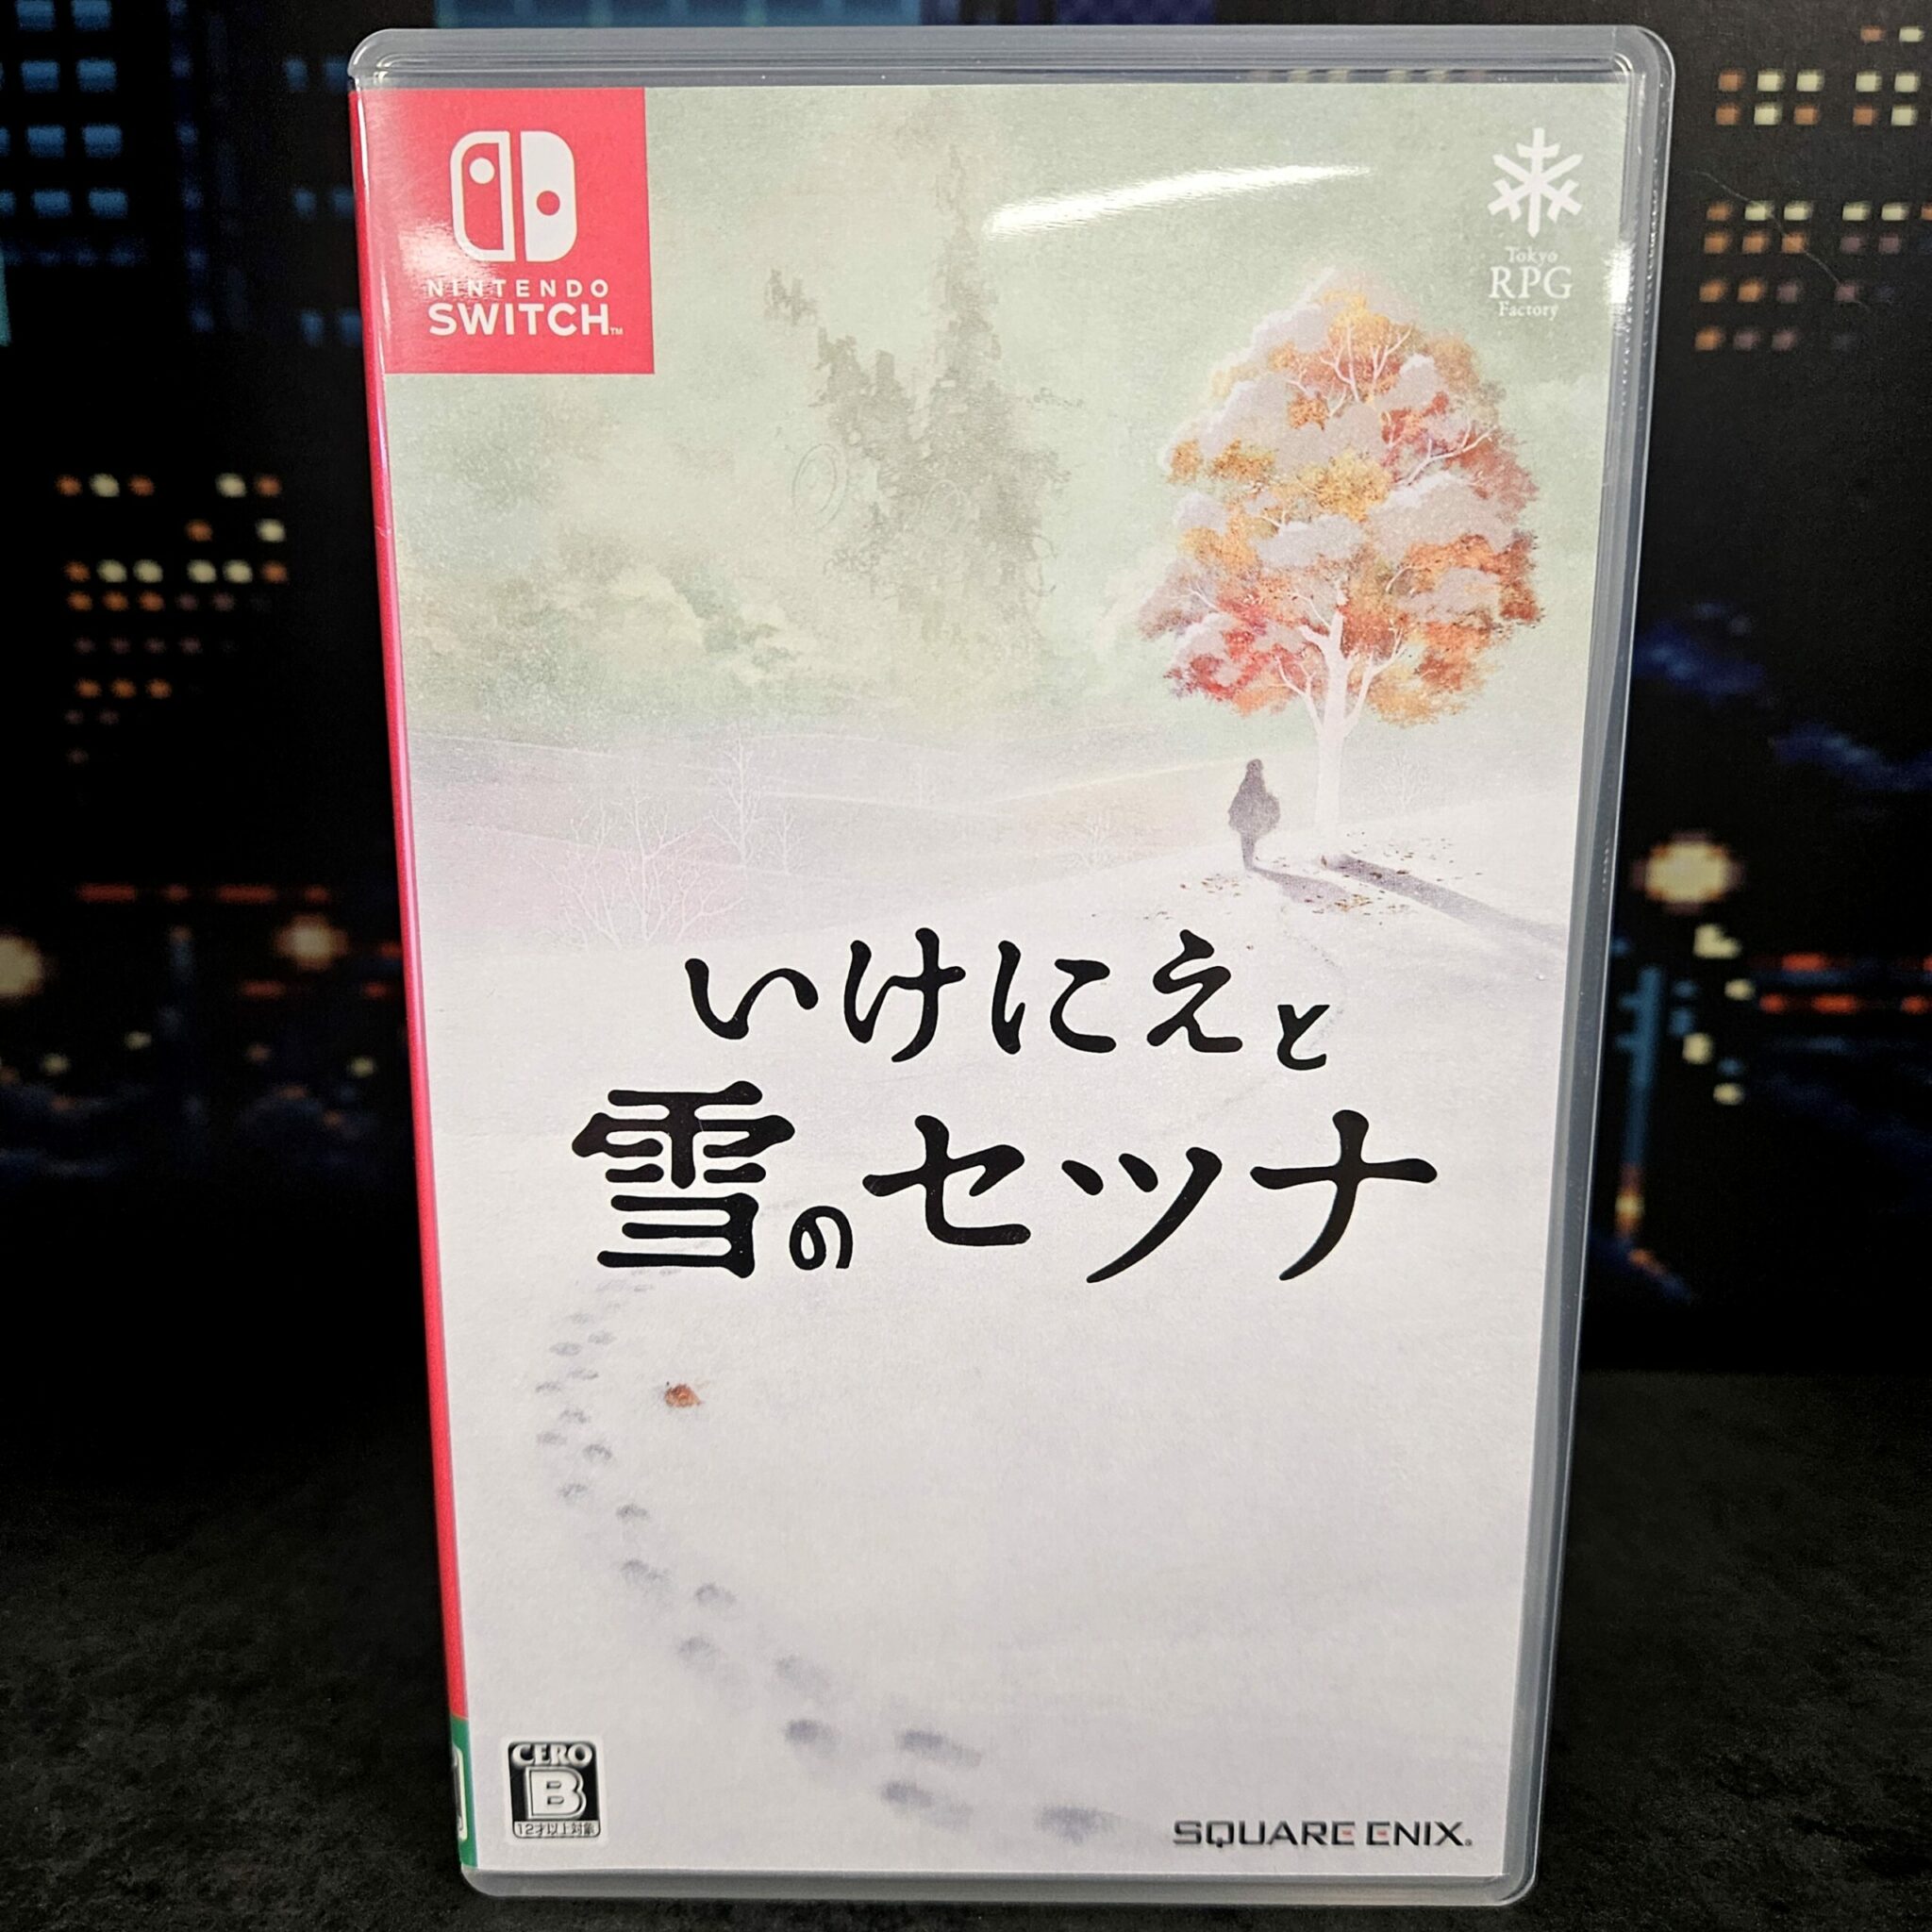 NINTENDO
SWITCH™
Tokyo
RPG
Factory
いけにえと
雪のセツナ
CERO
B
12才以上対象
SQUARE ENIX.